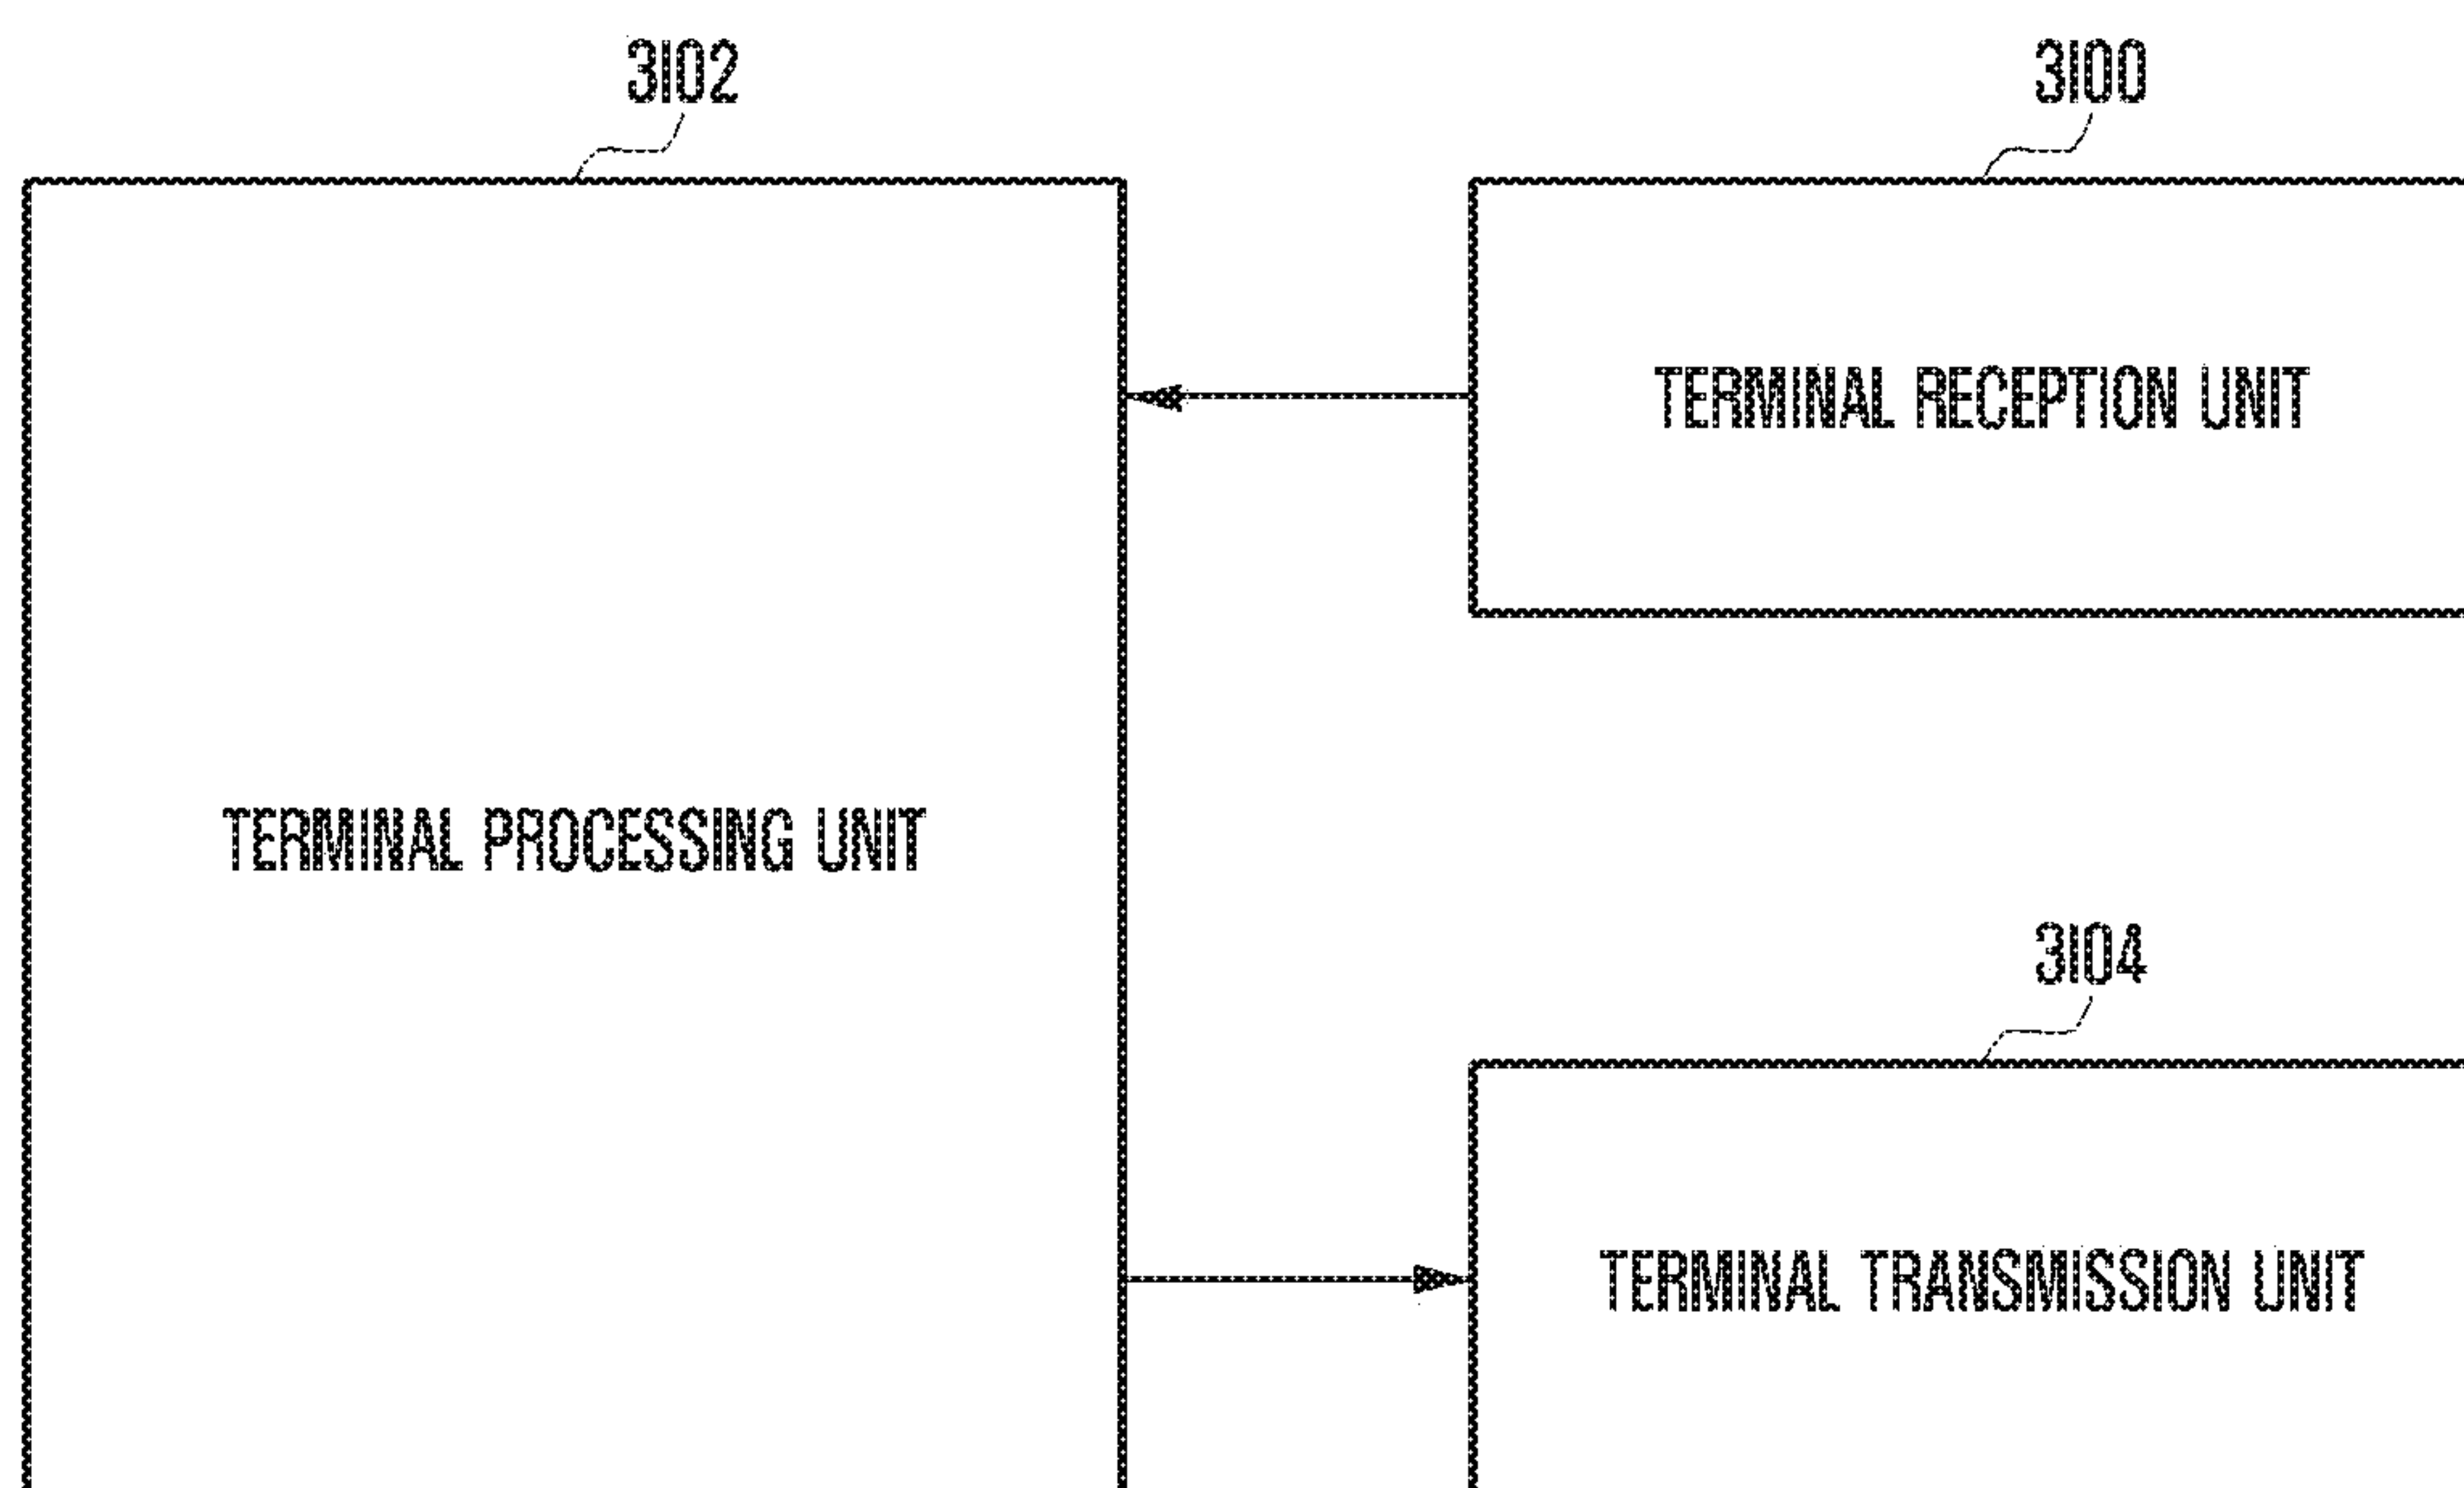 3102
3100
TERMINAL RECEPTION UNIT
TERMINAL PROCESSING UNIT
3104
TERMINAL TRANSMISSION UNIT